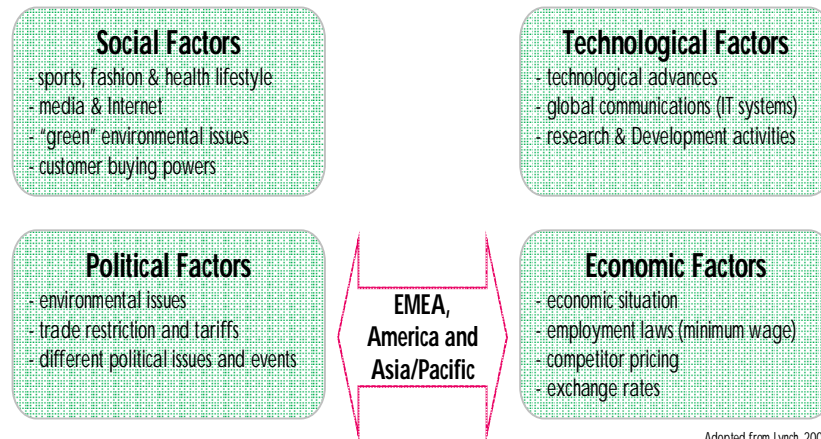 Social Factors
- sports, fashion & health lifestyle
- media & Internet
- "green" environmental issues
- customer buying powers
Technological Factors
- technological advances
- global communications (IT systems)
- research & Development activities
Political Factors
- environmental issues
- trade restriction and tariffs
- different political issues and events
EMEA,
America and
Asia/Pacific
Economic Factors
- economic situation
- employment laws (minimum wage)
- competitor pricing
- exchange rates
Adopted from Lynch, 200